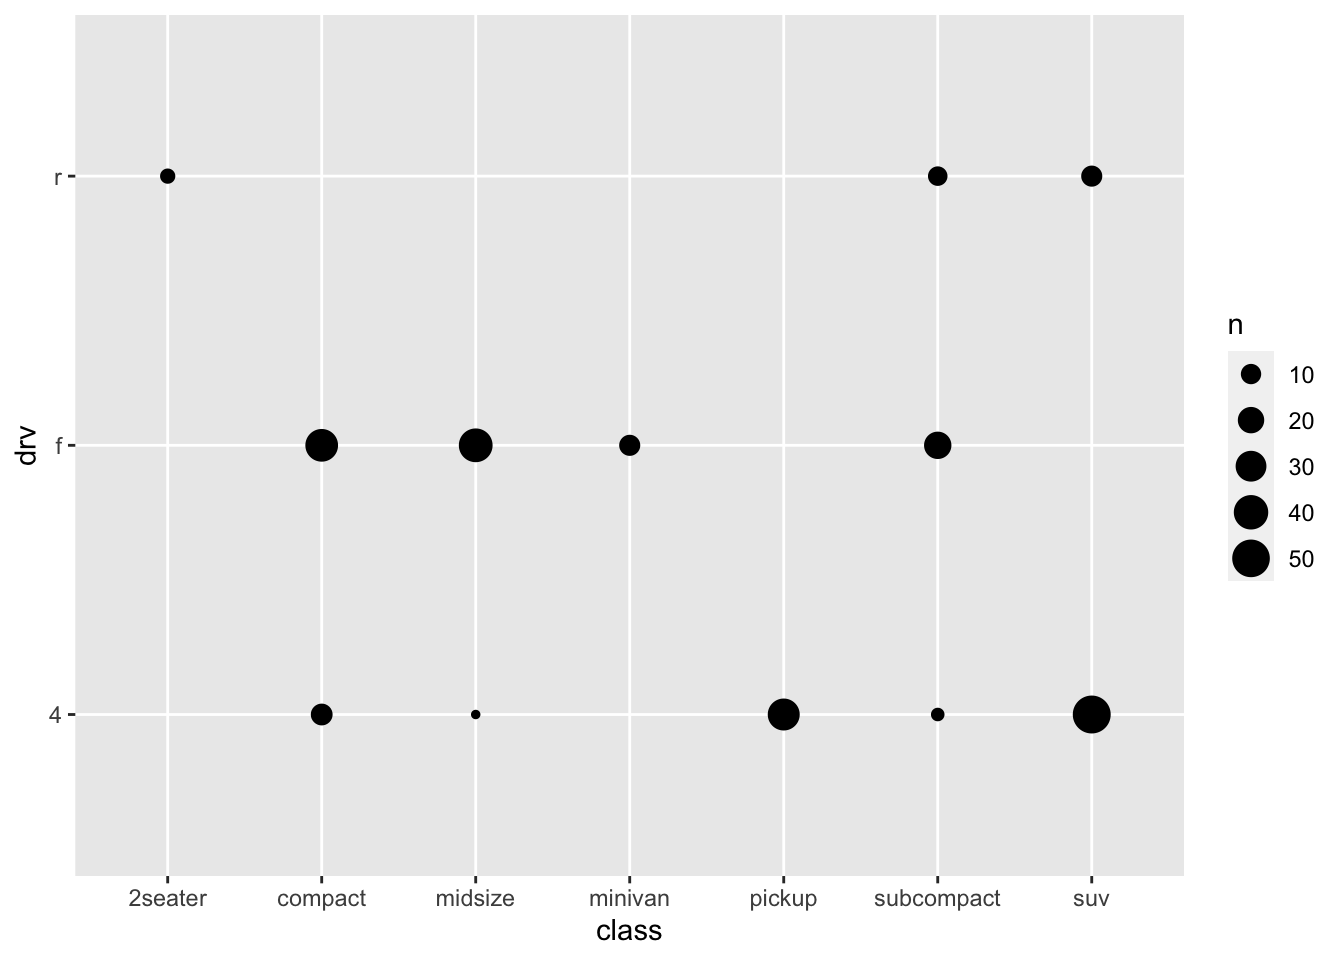 r
f
4
drv
2seater compact midsize minivan pickup subcompact suv
class
n
10
20
30
40
50